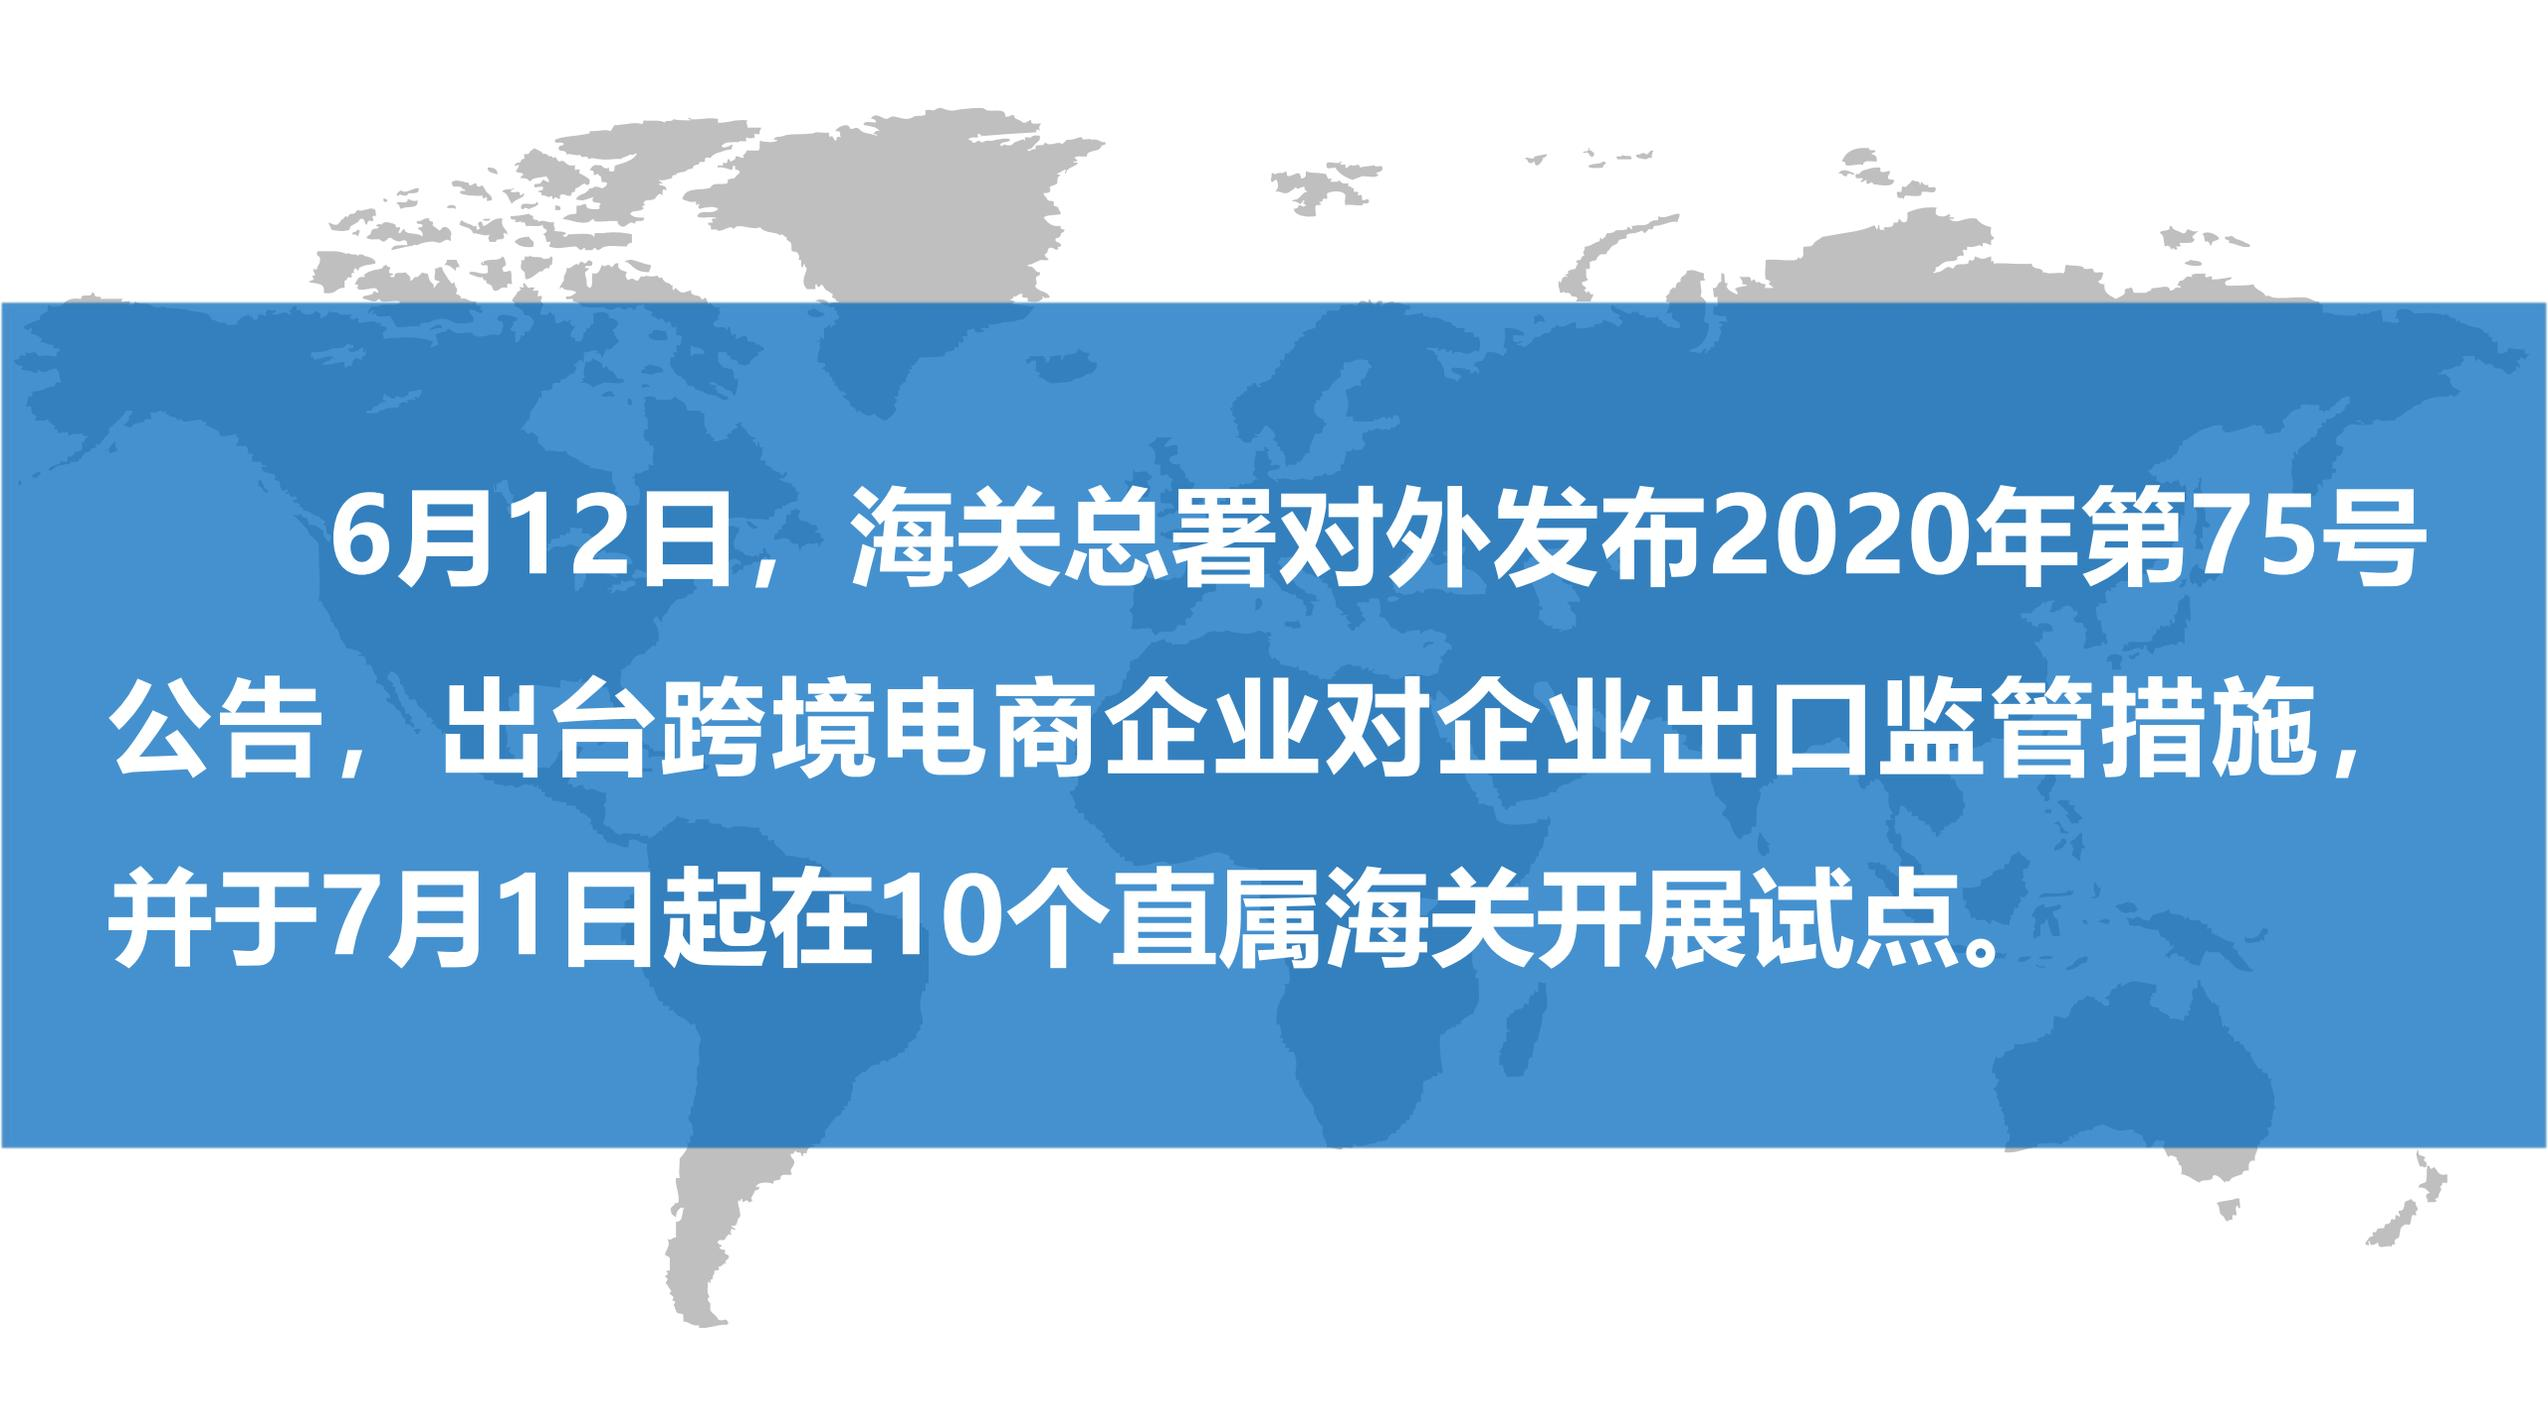 6月12日，海关总署对外发布2020年第75号
公告，出台跨境电商企业对企业出口监管措施，
并于7月1日起在10个直属海关开展试点。